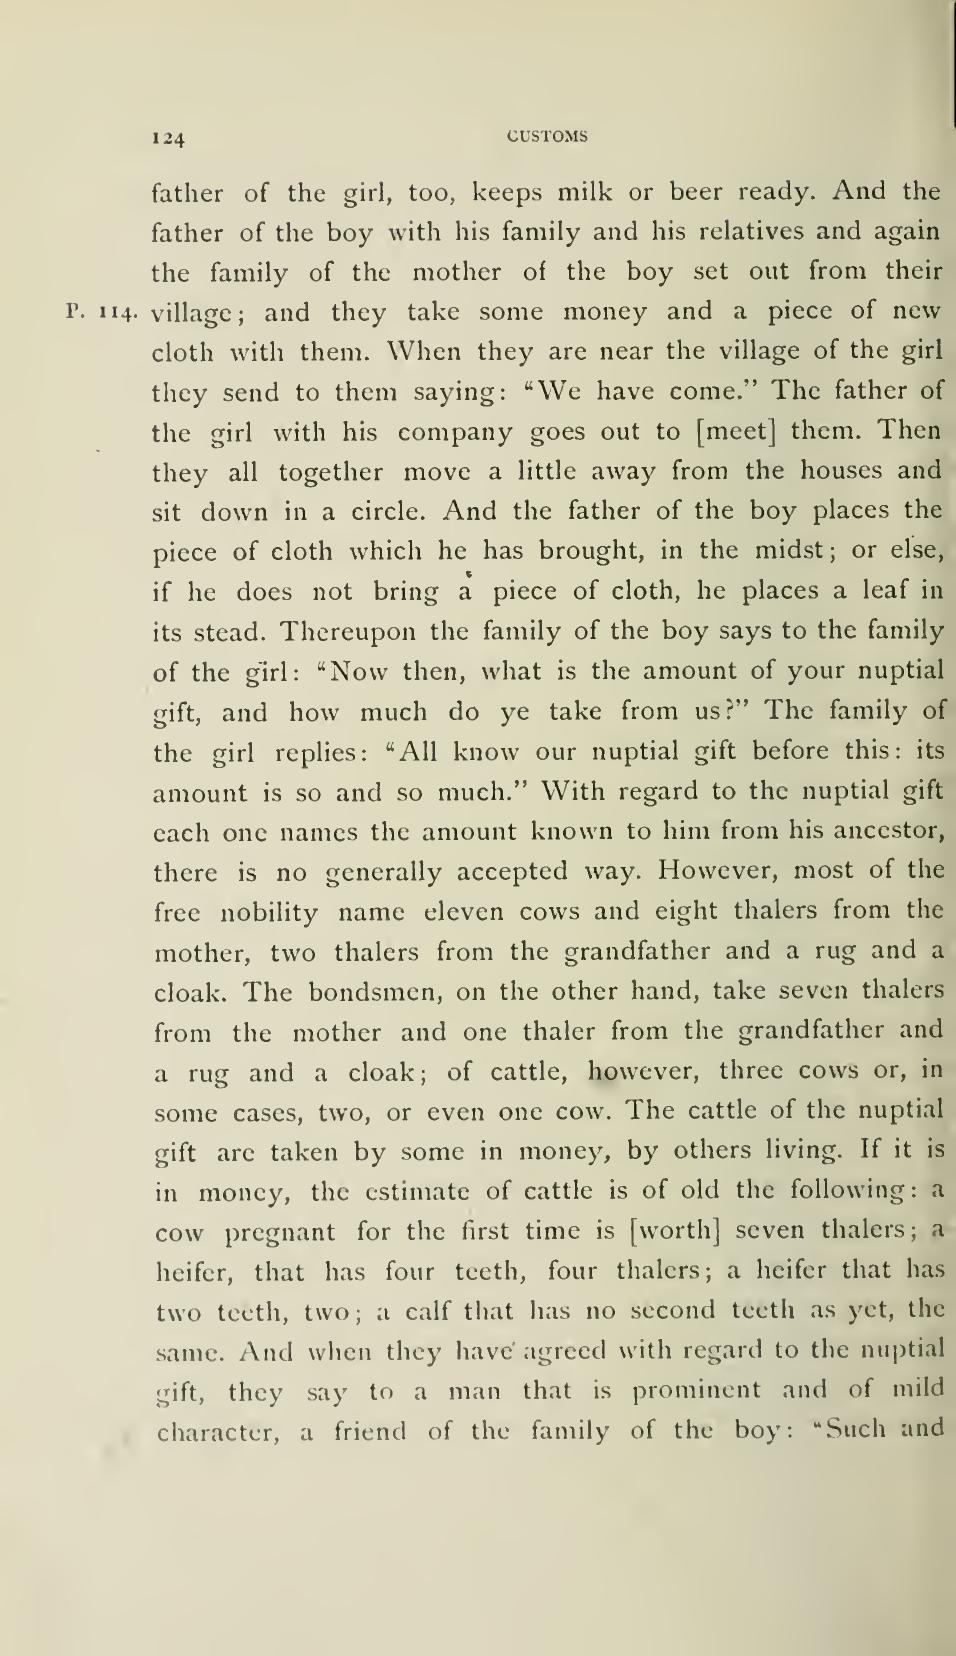 124 CUSTOMS
father of the girl, too, keeps milk or beer ready. And the
father of the boy with his family and his relatives and again
the family of the mother of the boy set out from their
P. 114. village; and they take some money and a piece of new
cloth with them. When they are near the village of the girl
they send to them saying: “We have come.” The father of
the girl with his company goes out to [meet] them. Then
they all together move a little away from the houses and
sit down in a circle. And the father of the boy places the
piece of cloth which he has brought, in the midst; or else,
if he does not bring a piece of cloth, he places a leaf in
its stead. Thereupon the family of the boy says to the family
of the girl: “Now then, what is the amount of your nuptial
gift, and how much do ye take from us?” The family of
the girl replies: “All know our nuptial gift before this: its
amount is so and so much.” With regard to the nuptial gift
each one names the amount known to him from his ancestor,
there is no generally accepted way. However, most of the
free nobility name eleven cows and eight thalers from the
mother, two thalers from the grandfather and a rug and a
cloak. The bondsmen, on the other hand, take seven thalers
from the mother and one thaler from the grandfather and
a rug and a cloak; of cattle, however, three cows or, in
some cases, two, or even one cow. The cattle of the nuptial
gift are taken by some in money, by others living. If it is
in money, the estimate of cattle is of old the following: a
cow pregnant for the first time is [worth] seven thalers; a
heifer, that has four teeth, four thalers; a heifer that has
two teeth, two; a calf that has no second teeth as yet, the
same. And when they have agreed with regard to the nuptial
gift, they say to a man that is prominent and of mild
character, a friend of the family of the boy: “Such and